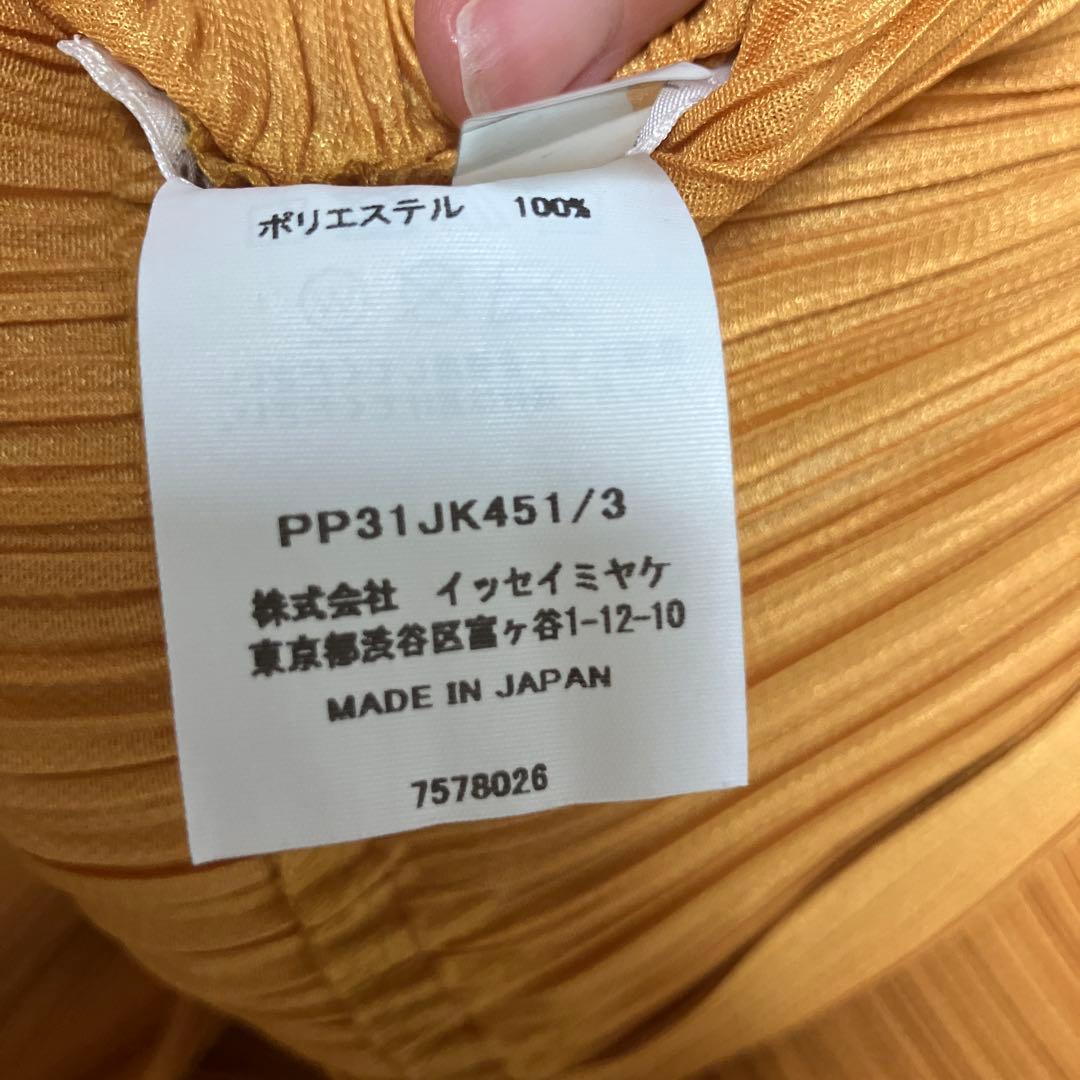 ポリエステル 100%
PP31JK451/3
株式会社 イッセイミヤケ
東京都渋谷区富ヶ谷1-12-10
MADE IN JAPAN
7578026